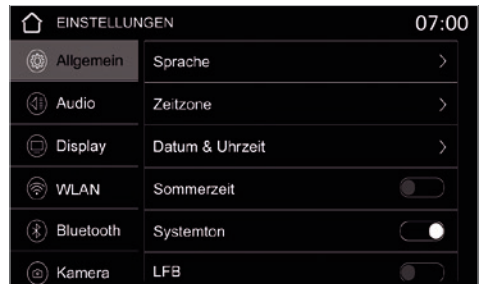 EINSTELLUNGEN 07:00
Allgemein
Audio
Display
WLAN
Bluetooth
Kamera
Sprache
Zeitzone
Datum & Uhrzeit
Sommerzeit
Systemton
LFB